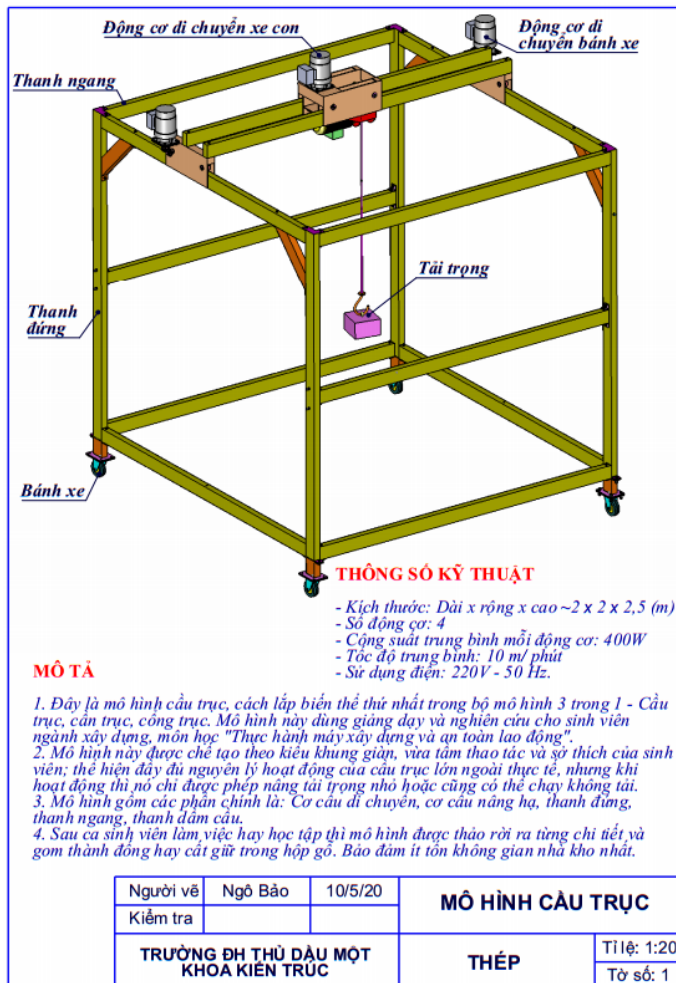 Động cơ di chuyển xe con
Động cơ di
chuyển bánh xe
Thanh ngang
Tải trọng
Thanh
đứng
Bánh xe
THÔNG SỐ KỸ THUẬT
- Kích thước: Dài x rộng x cao ~2 x 2 x 2,5 (m)
- Số động cơ: 4
- Công suất trung bình mỗi động cơ: 400W
- Tốc độ trung bình: 10 m/ phút
- Sử dụng điện: 220V - 50 Hz.
MÔ TẢ
1. Đây là mô hình cầu trục, cách lắp biến thể thứ nhất trong bộ mô hình 3 trong 1 - Cầu
trục, cần trục, cổng trục. Mô hình này dùng giảng dạy và nghiên cứu cho sinh viên
ngành xây dựng, môn học "Thực hành máy xây dựng và an toàn lao động".
2. Mô hình này được chế tạo theo kiểu khung giàn, vừa tầm thao tác và sở thích của sinh
viên; thể hiện đầy đủ nguyên lý hoạt động của cầu trục lớn ngoài thực tế, nhưng khi
hoạt động thì nó chỉ được phép nâng tải trọng nhỏ hoặc cũng có thể chạy không tải.
3. Mô hình gồm các phần chính là: Cơ cấu di chuyển, cơ cấu nâng hạ, thanh đứng,
thanh ngang, thanh dầm cầu.
4. Sau ca sinh viên làm việc hay học tập thì mô hình được tháo rời ra từng chi tiết và
gom thành đống hay cất giữ trong hộp gỗ. Bảo đảm ít tốn không gian nhà kho nhất.
Người vẽ Ngô Bảo 10/5/20
MÔ HÌNH CẦU TRỤC
Kiểm tra
TRƯỜNG ĐH THỦ DẦU MỘT
KHOA KIẾN TRÚC
THÉP
Tỉ lệ: 1:20
Tờ số: 1